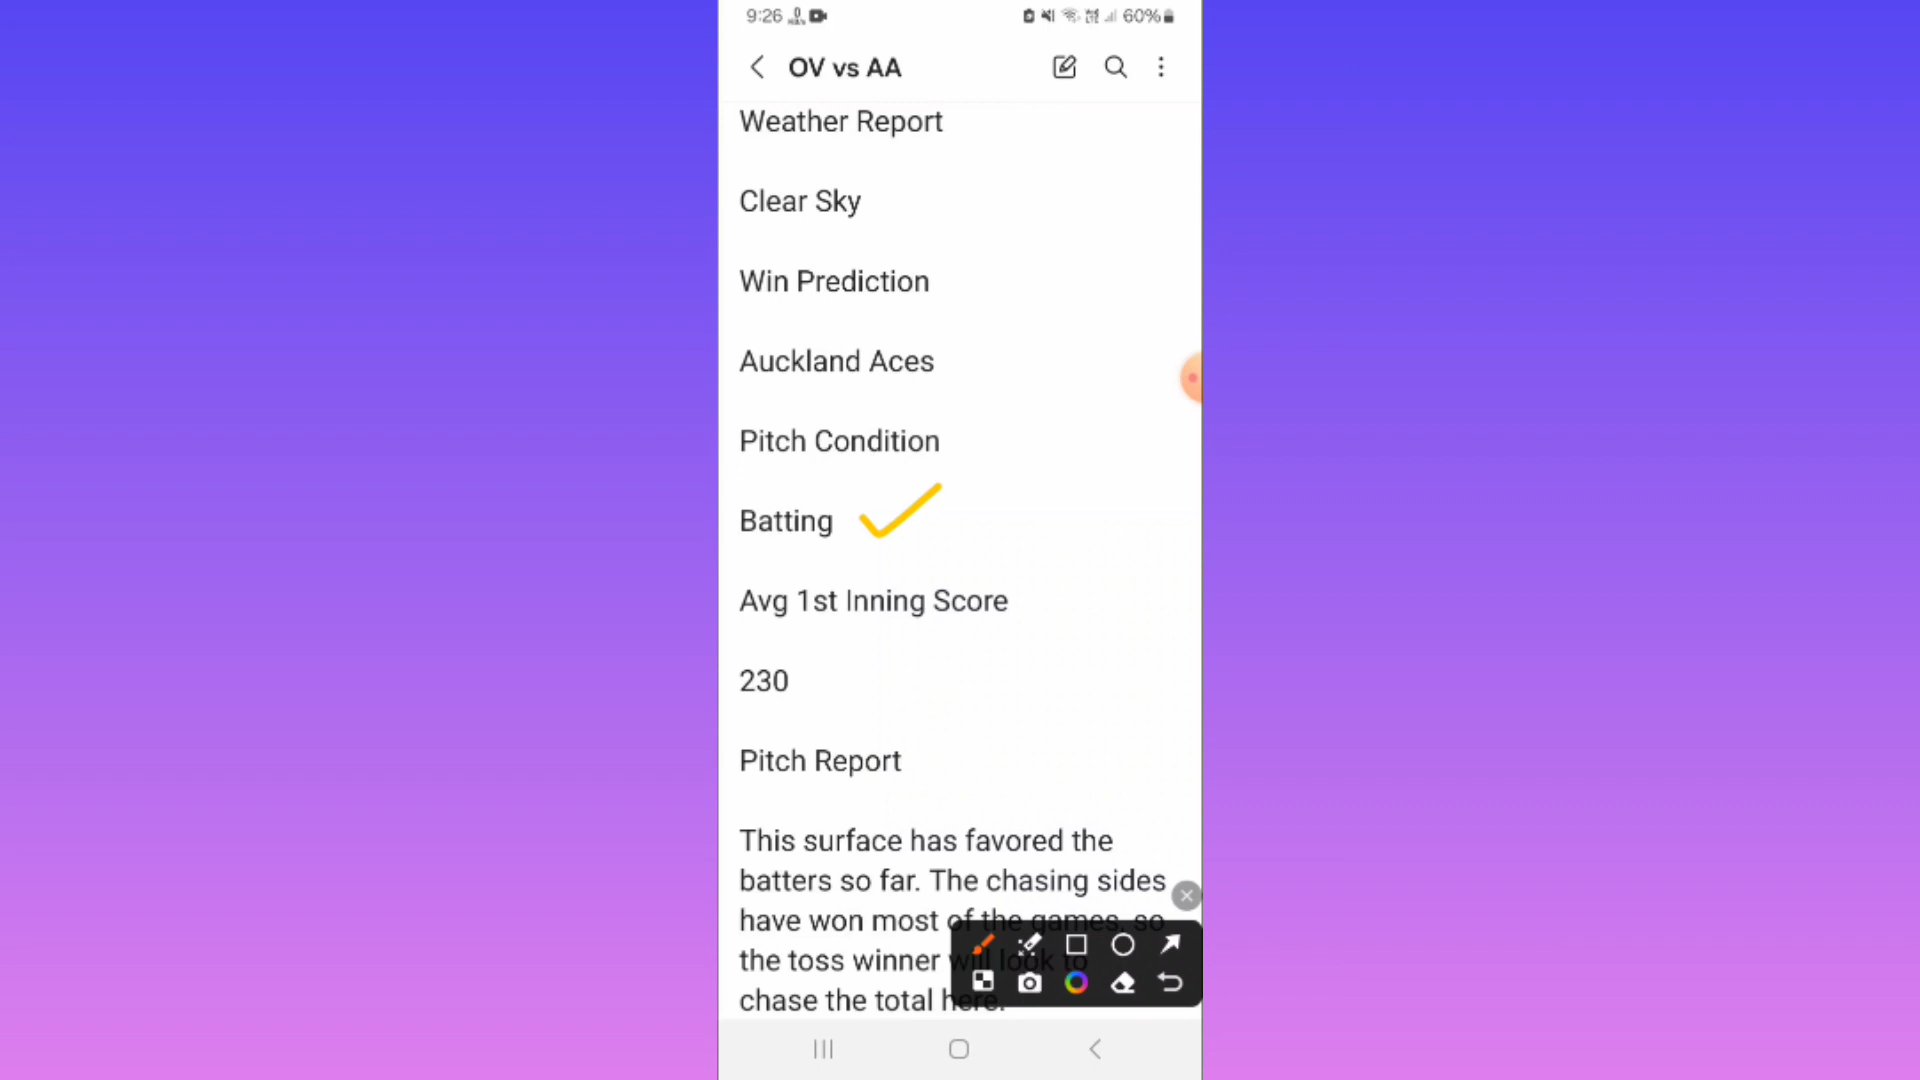 9:26
60%
OV vs AA
Weather Report
Clear Sky
Win Prediction
Auckland Aces
Pitch Condition
Batting
Avg 1st Inning Score
230
Pitch Report
This surface has favored the
batters so far. The chasing sides
have won most of the games, so
the toss winner will look to
chase the total here.